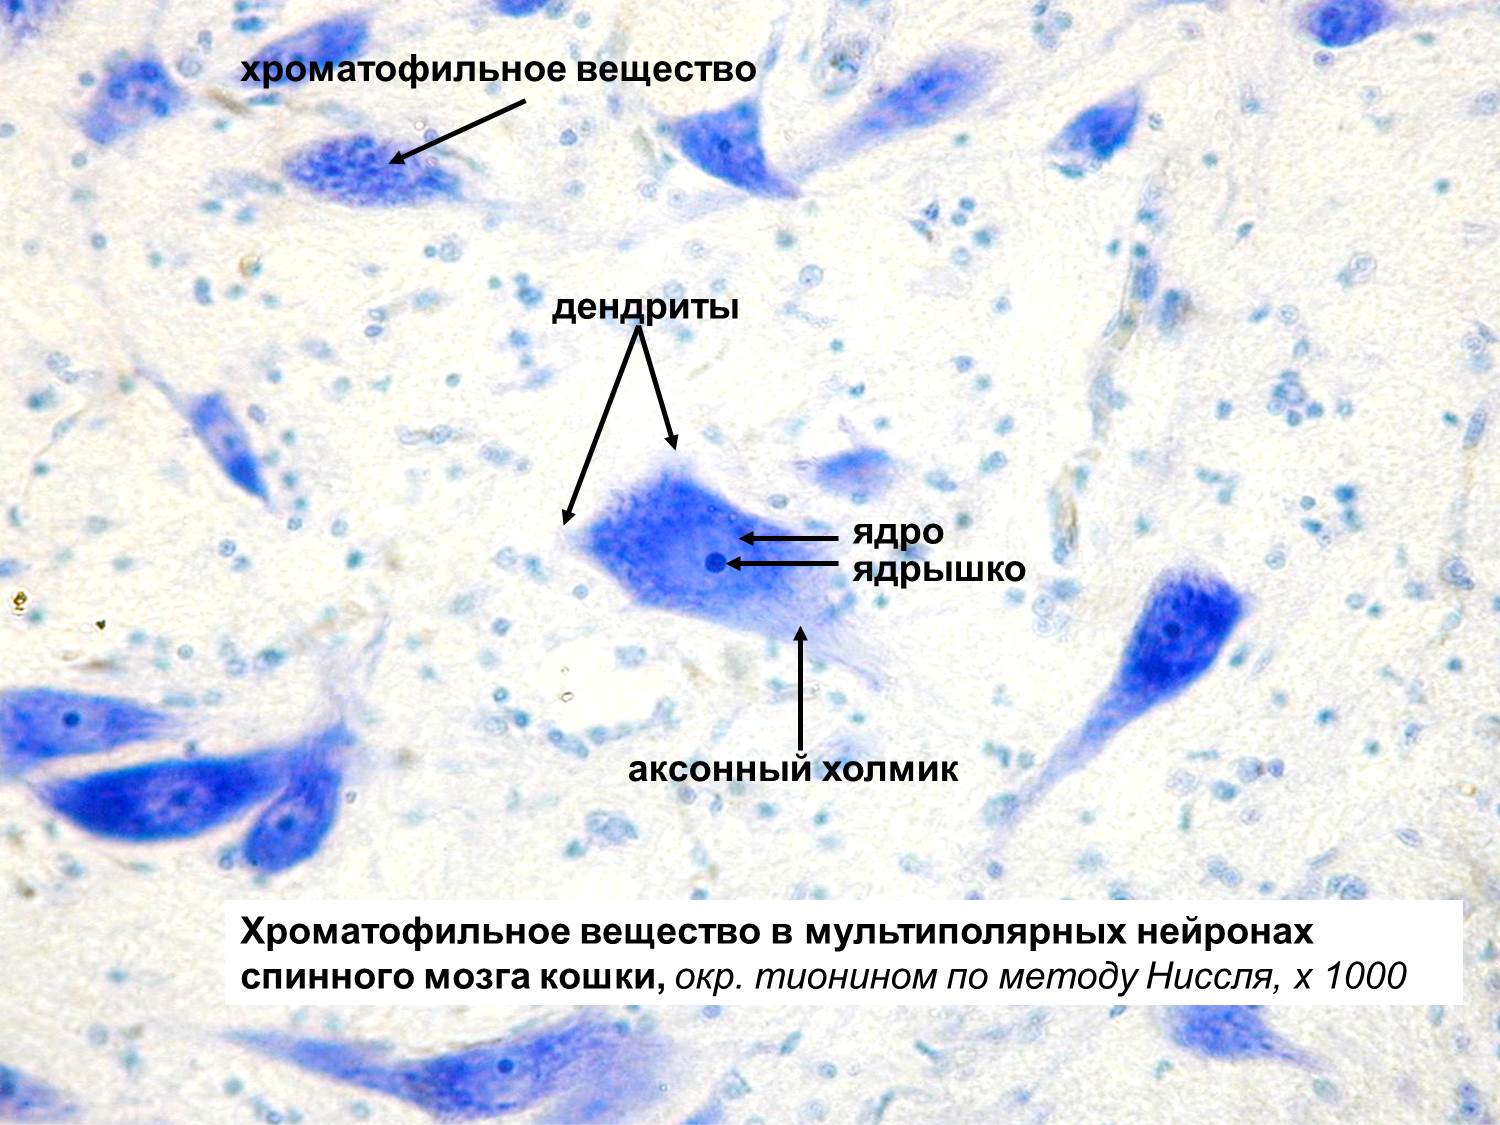 хроматофильное вещество
дендриты
ядро
ядрышко
аксонный холмик
Хроматофильное вещество в мультиполярных нейронах
спинного мозга кошки, окр. тионином по методу Ниссля, х 1000